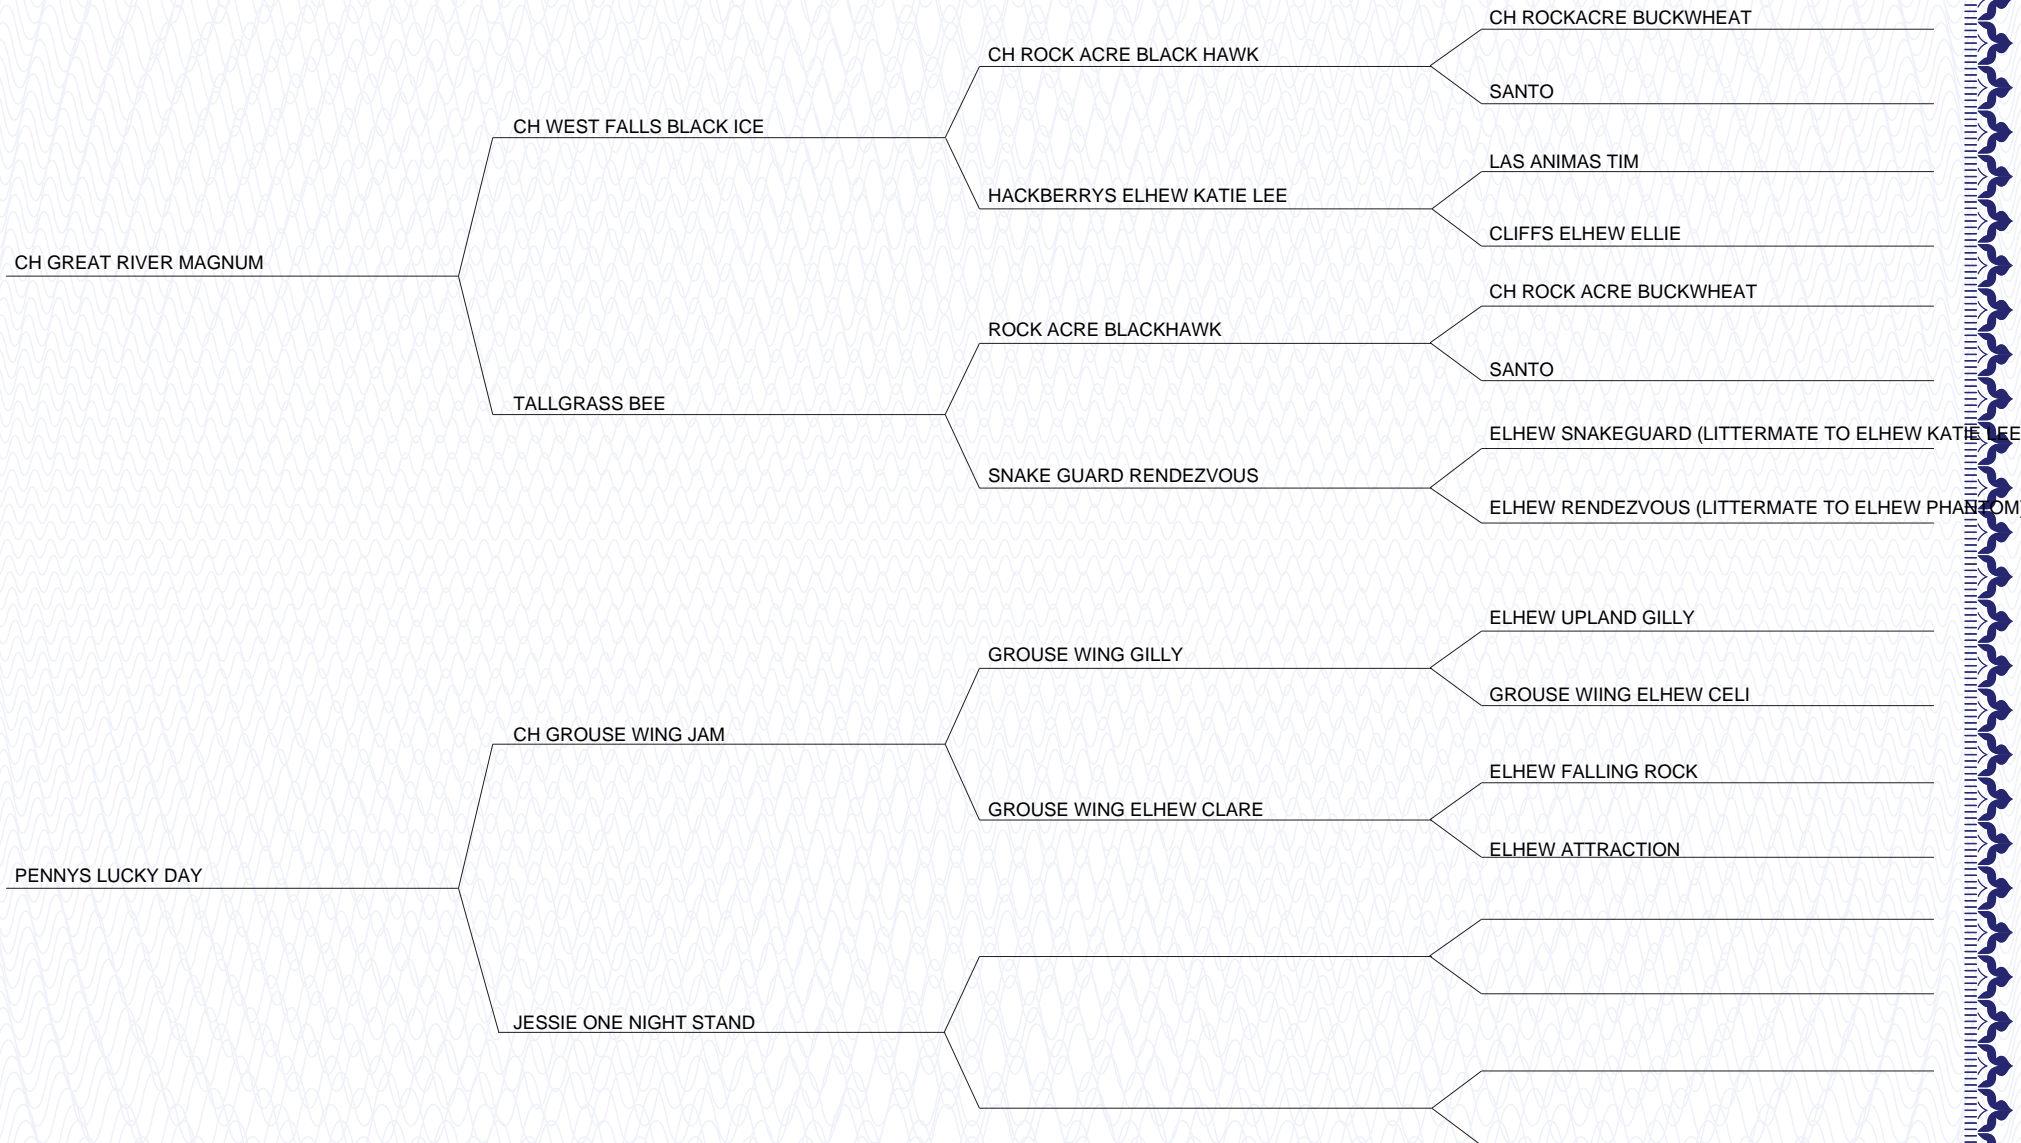 CH ROCKACRE BUCKWHEAT
CH ROCK ACRE BLACK HAWK
SANTO
CH WEST FALLS BLACK ICE
LAS ANIMAS TIM
HACKBERRYS ELHEW KATIE LEE
CLIFFS ELHEW ELLIE
CH GREAT RIVER MAGNUM
CH ROCK ACRE BUCKWHEAT
ROCK ACRE BLACKHAWK
SANTO
TALLGRASS BEE
ELHEW SNAKEGUARD (LITTERMATE TO ELHEW KATIE LEE
SNAKE GUARD RENDEZVOUS
ELHEW RENDEZVOUS (LITTERMATE TO ELHEW PHANTOM)
ELHEW UPLAND GILLY
GROUSE WING GILLY
GROUSE WIING ELHEW CELI
CH GROUSE WING JAM
ELHEW FALLING ROCK
GROUSE WING ELHEW CLARE
ELHEW ATTRACTION
PENNYS LUCKY DAY
JESSIE ONE NIGHT STAND